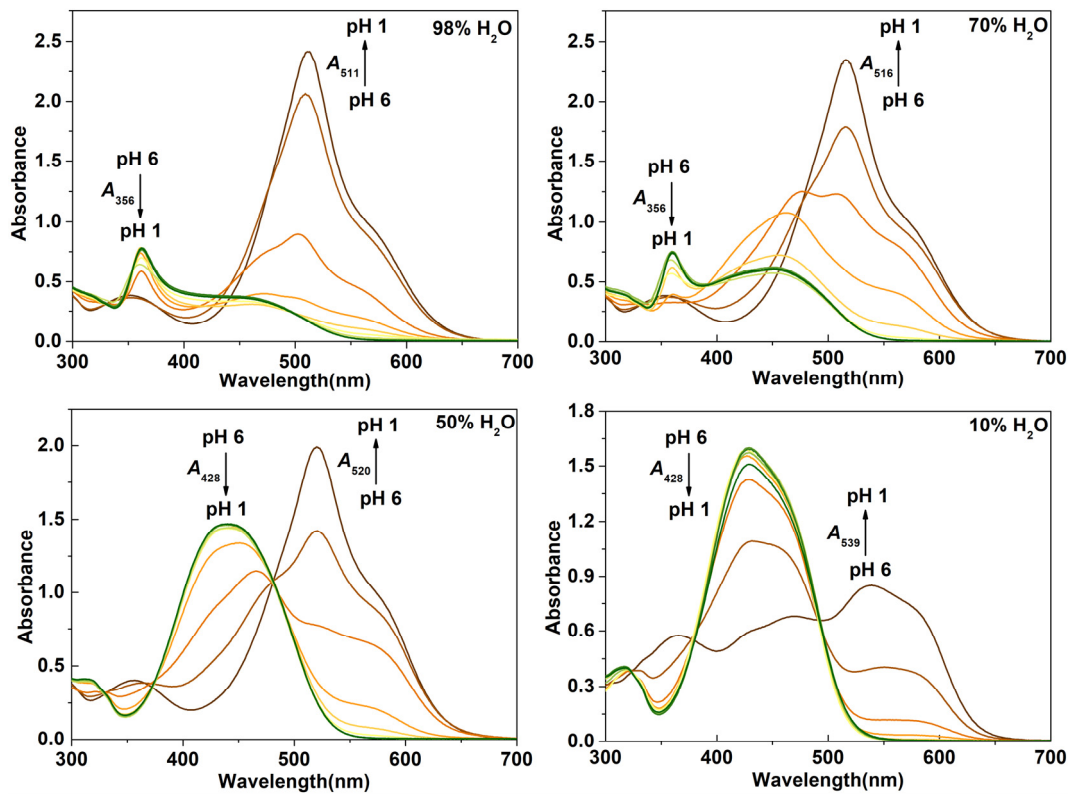 98% H₂O
pH 1
A₅₁₁
pH 6
pH 6
A₃₅₆
pH 1
2.5
2.0
1.5
1.0
0.5
0.0
300 400 500 600 700
Absorbance
Wavelength(nm)
70% H₂O
pH 1
A₅₁₆
pH 6
pH 6
A₃₅₆
pH 1
2.5
2.0
1.5
1.0
0.5
0.0
300 400 500 600 700
Absorbance
Wavelength(nm)
50% H₂O
pH 6
A₄₂₈
pH 1
pH 1
A₅₂₀
pH 6
2.0
1.5
1.0
0.5
0.0
300 400 500 600 700
Absorbance
Wavelength(nm)
10% H₂O
pH 6
A₄₂₈
pH 1
pH 1
A₅₃₉
pH 6
1.8
1.5
1.2
0.9
0.6
0.3
0.0
300 400 500 600 700
Absorbance
Wavelength(nm)